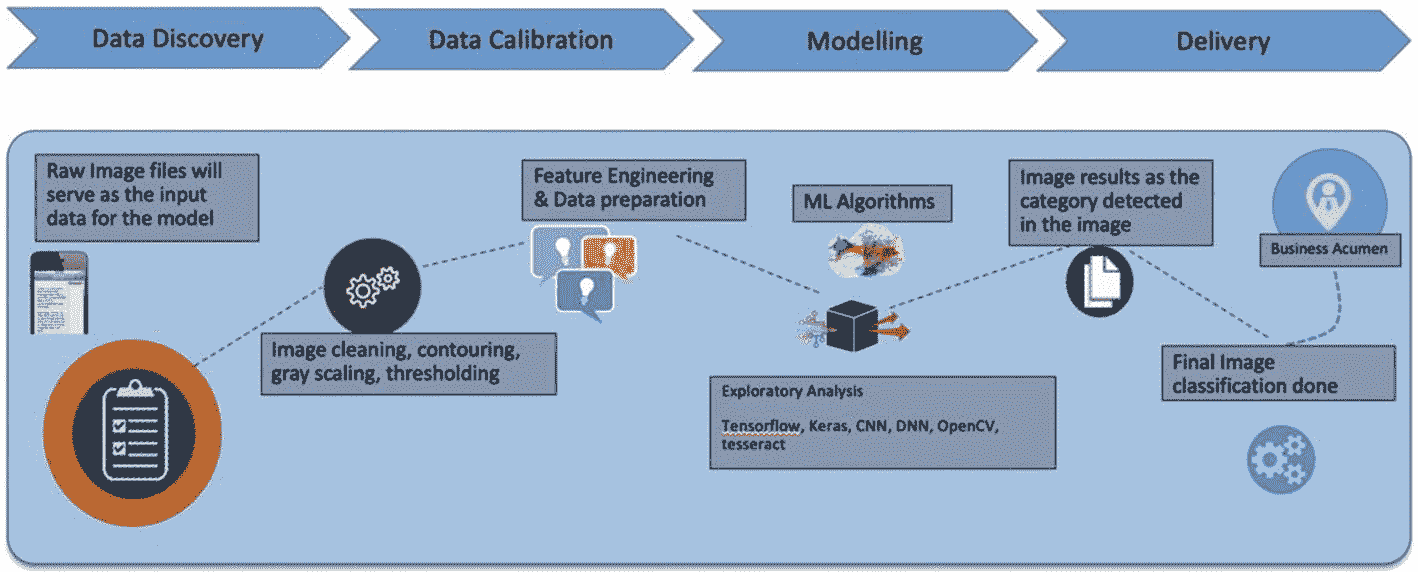 Data Discovery
Data Calibration
Modelling
Delivery
Raw Image files will
serve as the input
data for the model
Image cleaning, contouring,
gray scaling, thresholding
Feature Engineering
& Data preparation
ML Algorithms
Exploratory Analysis
Tensorflow, Keras, CNN, DNN, OpenCV,
tesseract
Image results as the
category detected
in the image
Business Acumen
Final Image
classification done